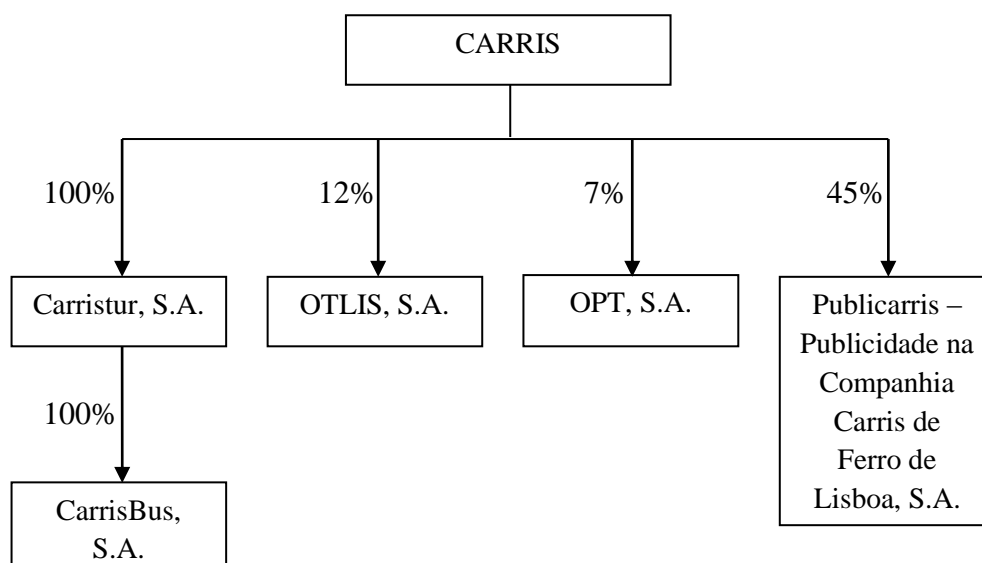 CARRIS
100%
12%
7%
45%
Carristur, S.A.
OTLIS, S.A.
OPT, S.A.
Publicarris –
Publicidade na
Companhia
Carris de
Ferro de
Lisboa, S.A.
100%
CarrisBus,
S.A.